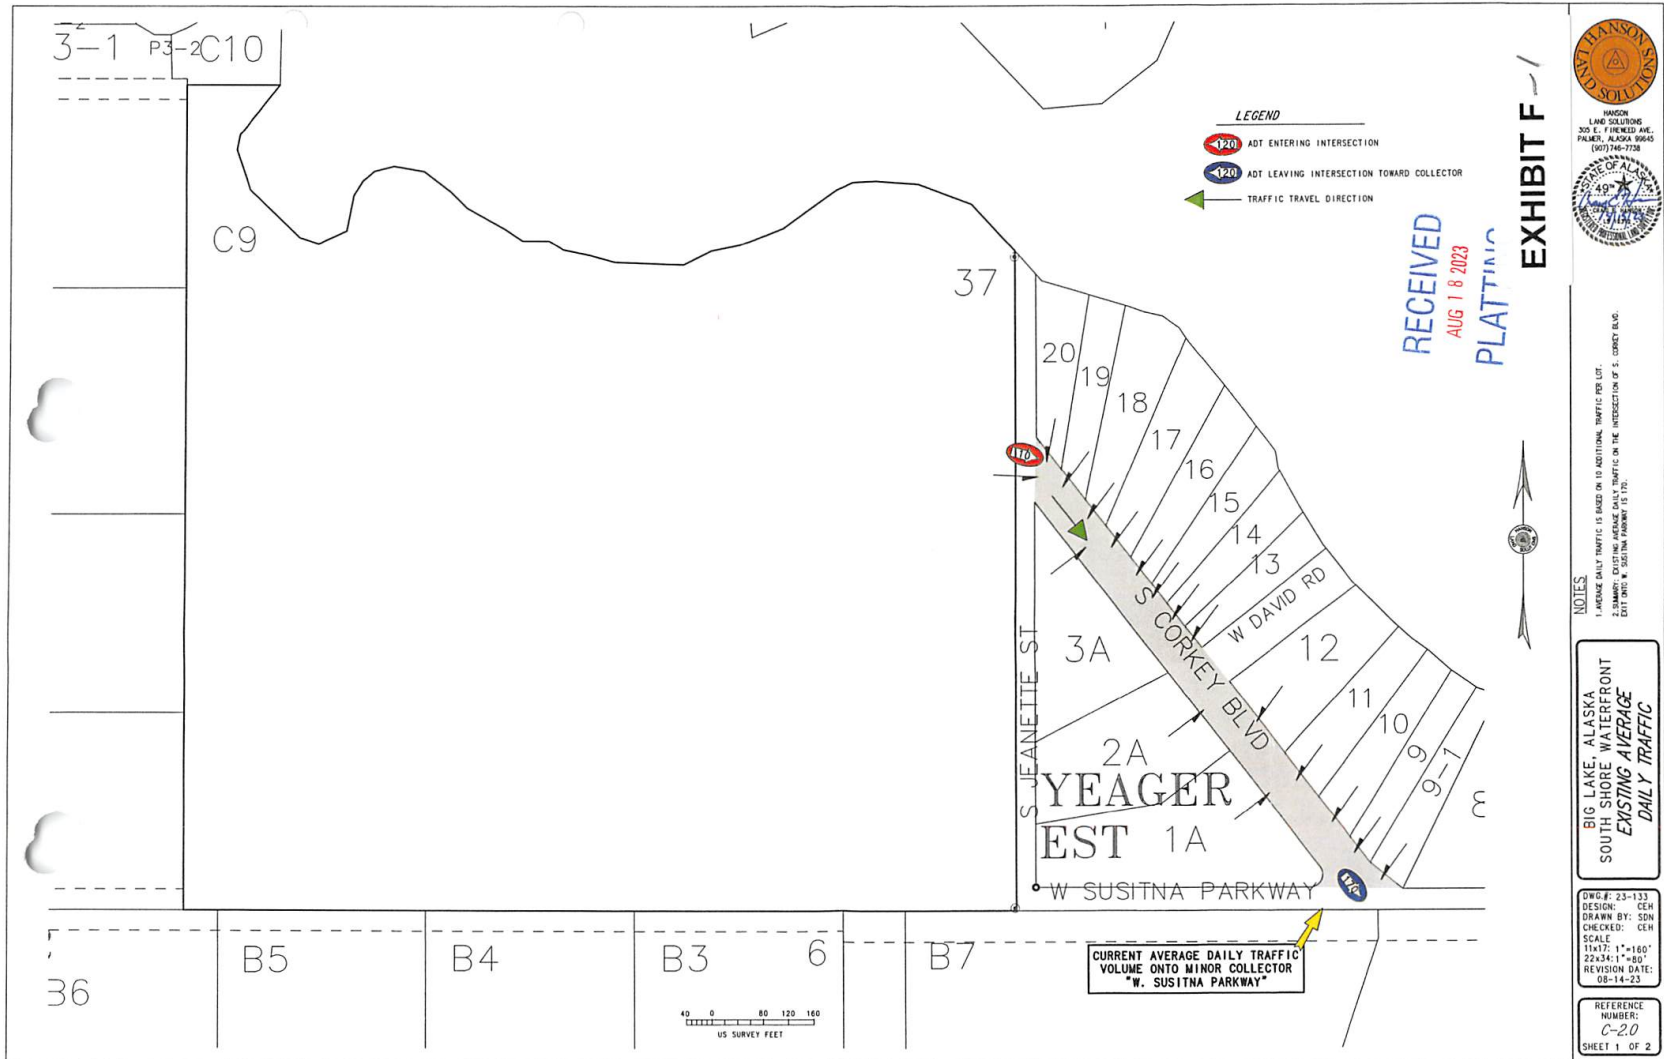 3-1 P3-2 C10
C9
37
LEGEND
120 ADT ENTERING INTERSECTION
120 ADT LEAVING INTERSECTION TOWARD COLLECTOR
TRAFFIC TRAVEL DIRECTION
RECEIVED
AUG 18 2023
PLATTING
EXHIBIT F-1
20
19
18
17
16
15
14
13
W DAVID RD
12
11
10
9
9-1
8
110
S CORKEY BLVD
S JEANETTE ST
3A
2A
YEAGER
EST 1A
W SUSITNA PARKWAY
170
CURRENT AVERAGE DAILY TRAFFIC
VOLUME ONTO MINOR COLLECTOR
"W. SUSITNA PARKWAY"
B6
B5
B4
B3
6
B7
40 0 80 120 160
US SURVEY FEET
HANSON
LAND SOLUTIONS
HANSON
LAND SOLUTIONS
305 E. FIREWEED AVE.
PALMER, ALASKA 99645
(907)746-7738
STATE OF ALASKA
49TH
REGISTERED PROFESSIONAL LAND SURVEYOR
NOTES
1.AVERAGE DAILY TRAFFIC IS BASED ON 10 ADDITIONAL TRAFFIC PER LOT.
2.SUMMARY: EXISTING AVERAGE DAILY TRAFFIC ON THE INTERSECTION OF S. CORKEY BLVD.
EXIT ONTO W. SUSITNA PARKWAY IS 170.
BIG LAKE, ALASKA
SOUTH SHORE WATERFRONT
EXISTING AVERAGE
DAILY TRAFFIC
DWG.#: 23-133
DESIGN: CEH
DRAWN BY: SDN
CHECKED: CEH
SCALE
11x17: 1"=160'
22x34: 1"=80'
REVISION DATE:
08-14-23
REFERENCE
NUMBER:
C-2.0
SHEET 1 OF 2